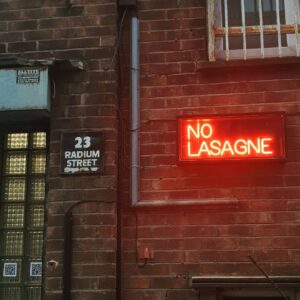 23
RADIUM
STREET
NO
LASAGNE